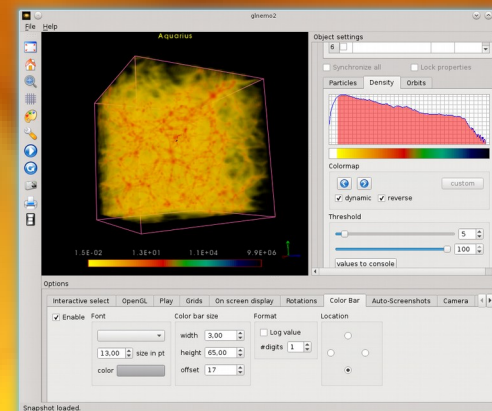 glnemo2
File Help
Aquarius
1.5E-02 1.3E+01 1.1E+04 9.9E+06
Object settings
6
Synchronize all Lock properties
Particles Density Orbits
Colormap
custom
dynamic reverse
Threshold
5
100
values to console
Options
Interactive select OpenGL Play Grids On screen display Rotations Color Bar Auto-Screenshots Camera
Enable Font Color bar size Format Location
width 3,00 Log value
13,00 size in pt height 65,00 #digits 1
color offset 17
Snapshot loaded.